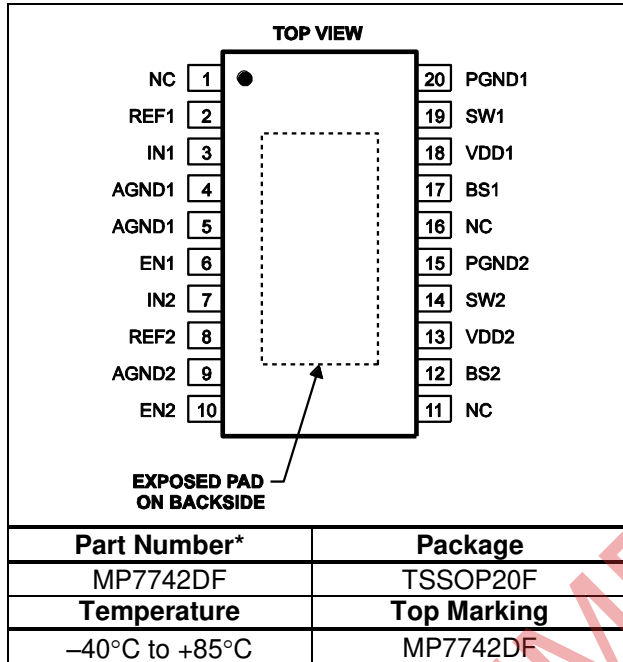 TOP VIEW
NC 1 20 PGND1
REF1 2 19 SW1
IN1 3 18 VDD1
AGND1 4 17 BS1
AGND1 5 16 NC
EN1 6 15 PGND2
IN2 7 14 SW2
REF2 8 13 VDD2
AGND2 9 12 BS2
EN2 10 11 NC
EXPOSED PAD
ON BACKSIDE
Part Number* Package
MP7742DF TSSOP20F
Temperature Top Marking
–40°C to +85°C MP7742DF